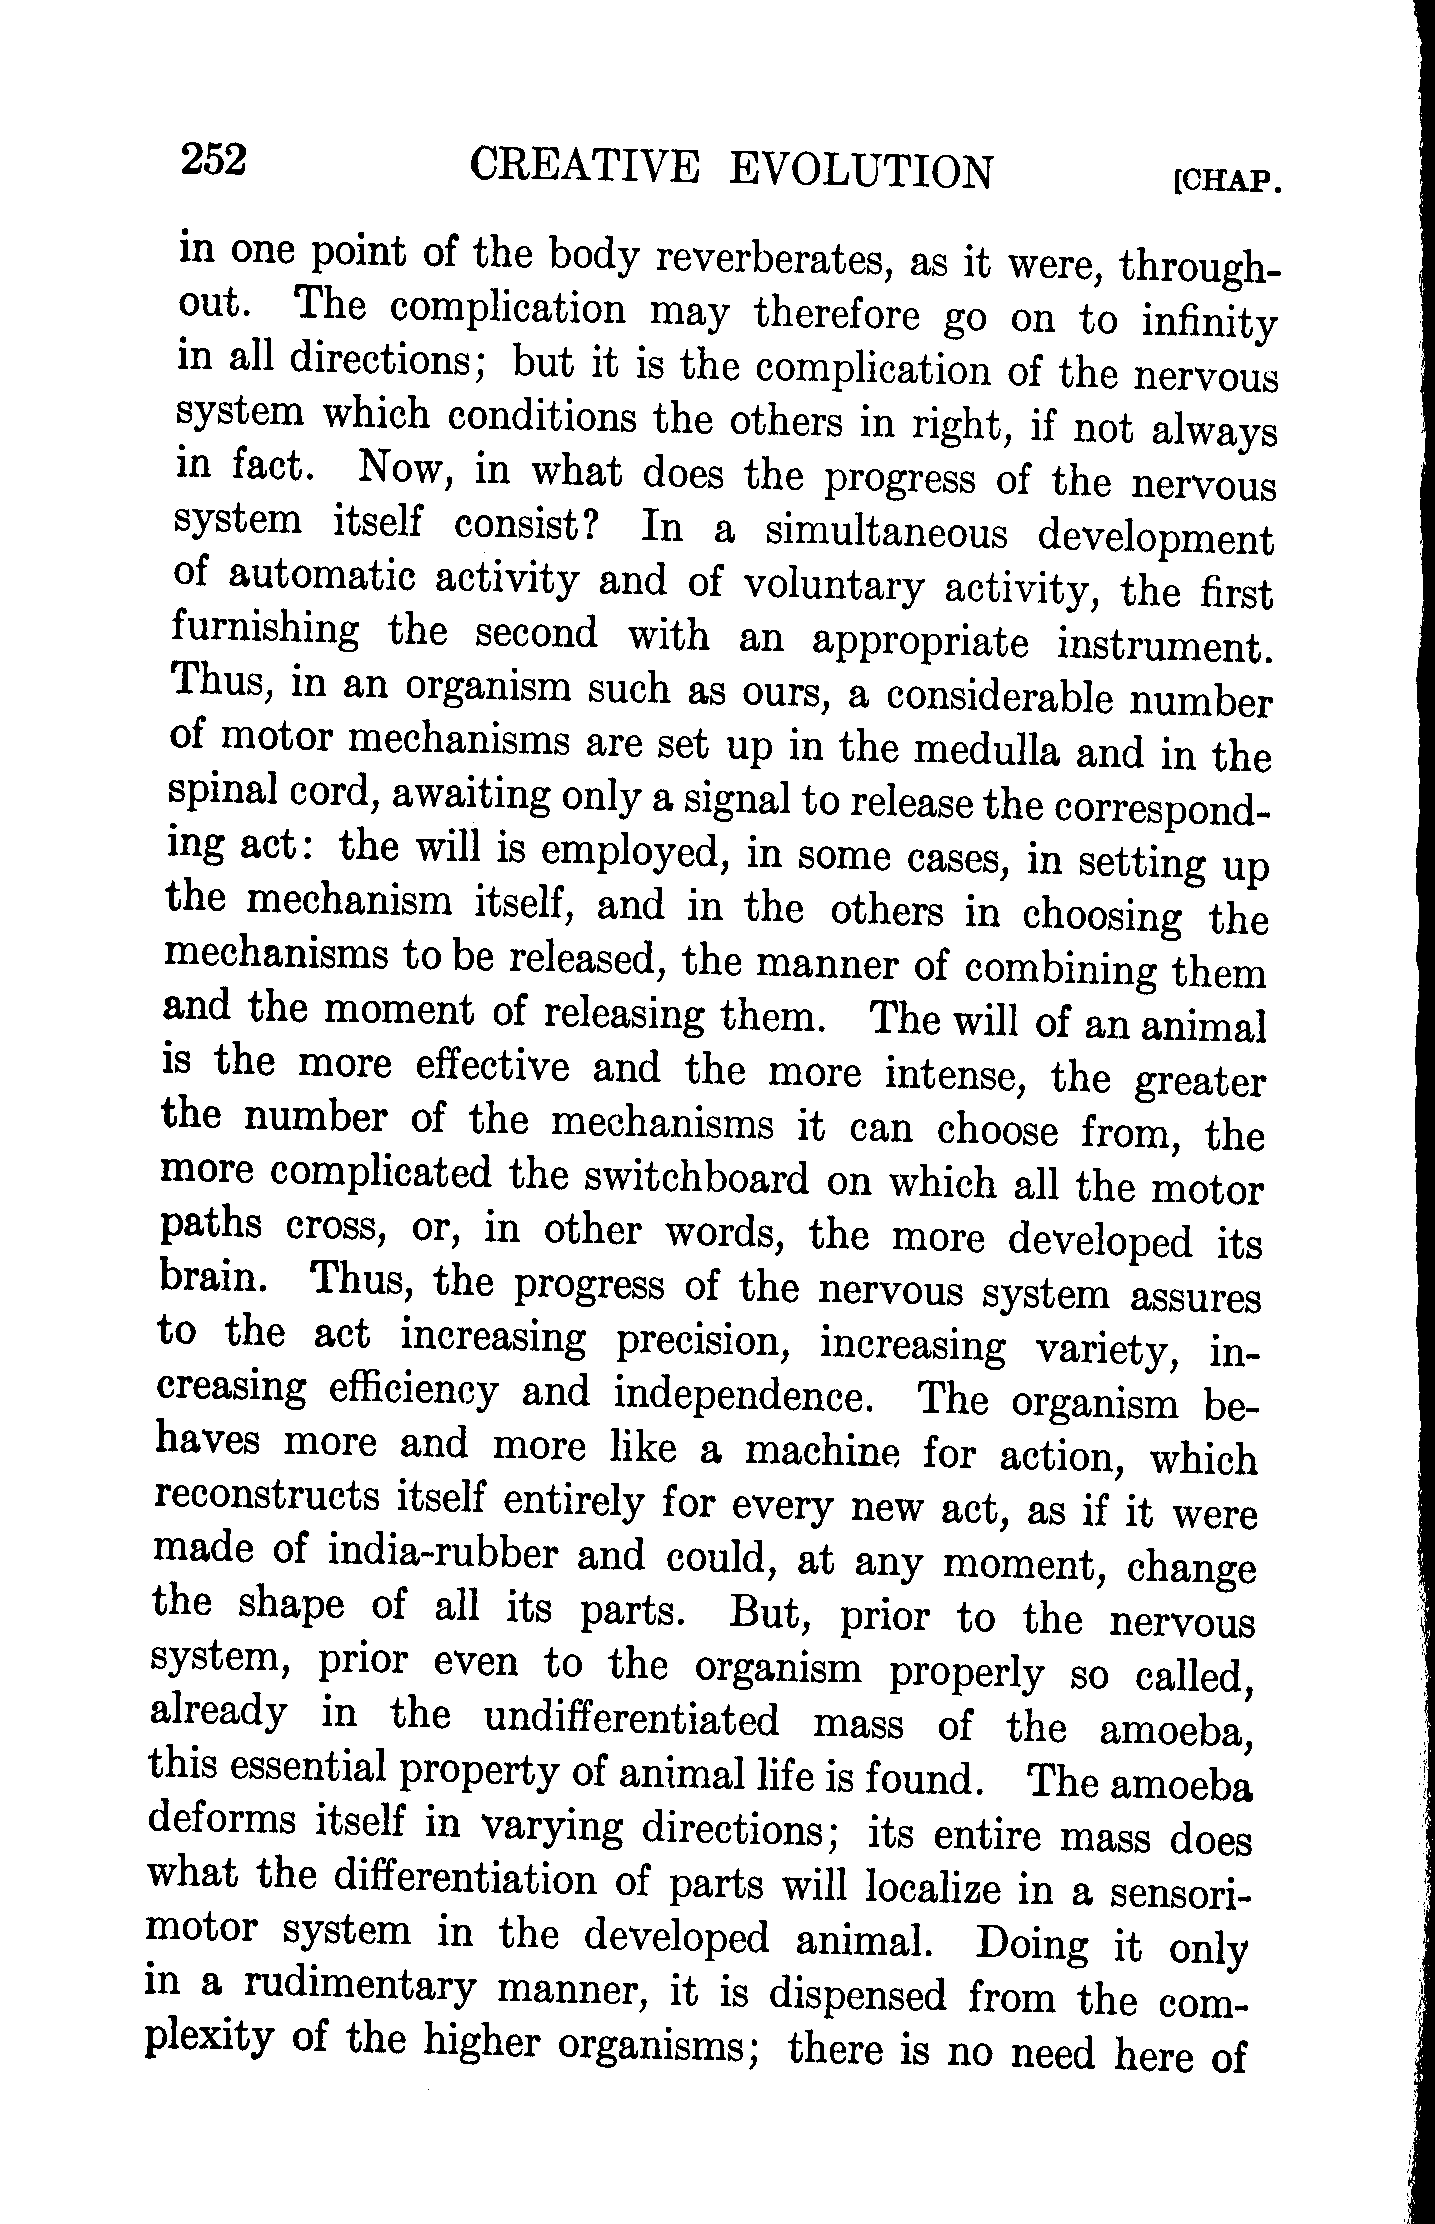 252 CREATIVE EVOLUTION [CHAP.
in one point of the body reverberates, as it were, through-
out. The complication may therefore go on to infinity
in all directions; but it is the complication of the nervous
system which conditions the others in right, if not always
in fact. Now, in what does the progress of the nervous
system itself consist? In a simultaneous development
of automatic activity and of voluntary activity, the first
furnishing the second with an appropriate instrument.
Thus, in an organism such as ours, a considerable number
of motor mechanisms are set up in the medulla and in the
spinal cord, awaiting only a signal to release the correspond-
ing act: the will is employed, in some cases, in setting up
the mechanism itself, and in the others in choosing the
mechanisms to be released, the manner of combining them
and the moment of releasing them. The will of an animal
is the more effective and the more intense, the greater
the number of the mechanisms it can choose from, the
more complicated the switchboard on which all the motor
paths cross, or, in other words, the more developed its
brain. Thus, the progress of the nervous system assures
to the act increasing precision, increasing variety, in-
creasing efficiency and independence. The organism be-
haves more and more like a machine for action, which
reconstructs itself entirely for every new act, as if it were
made of india-rubber and could, at any moment, change
the shape of all its parts. But, prior to the nervous
system, prior even to the organism properly so called,
already in the undifferentiated mass of the amoeba,
this essential property of animal life is found. The amoeba
deforms itself in varying directions; its entire mass does
what the differentiation of parts will localize in a sensori-
motor system in the developed animal. Doing it only
in a rudimentary manner, it is dispensed from the com-
plexity of the higher organisms; there is no need here of